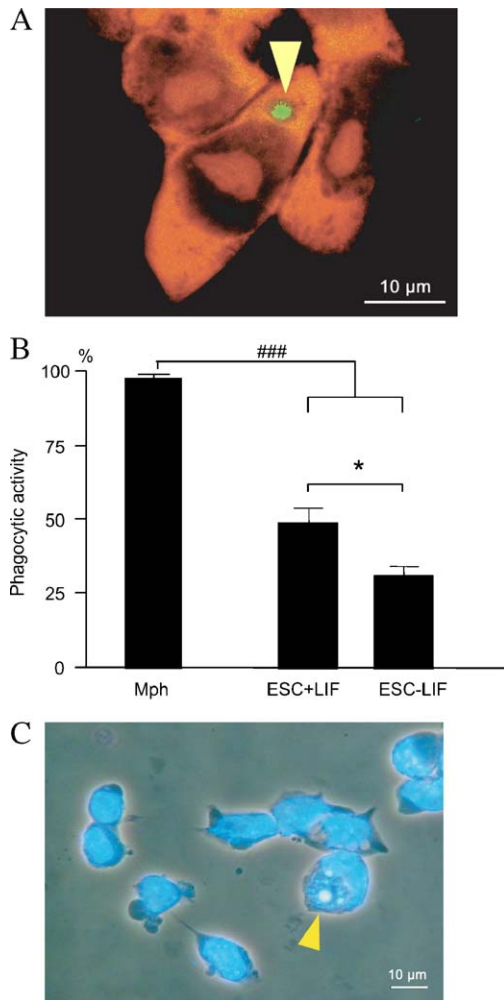 A
10 µm
B
%
###
100
75
*
50
25
0
Phagocytic activity
Mph ESC+LIF ESC-LIF
C
10 µm